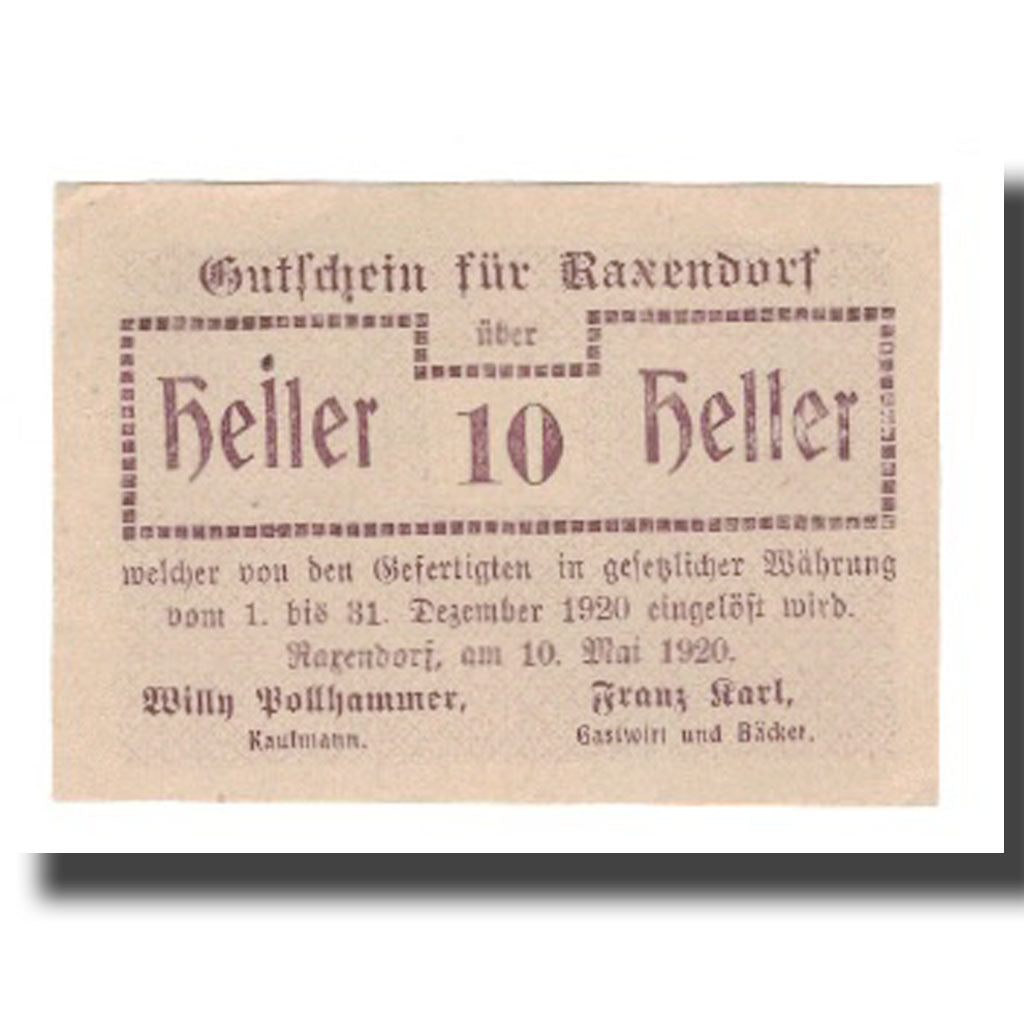 Gutschein für Raxendorf
über
Heller 10 Heller
welcher von den Gefertigten in gesetzlicher Währung
vom 1. bis 31. Dezember 1920 eingelöst wird.
Raxendorf, am 10. Mai 1920.
Willy Pollhammer, Franz Karl,
Kaufmann. Gastwirt und Bäcker.